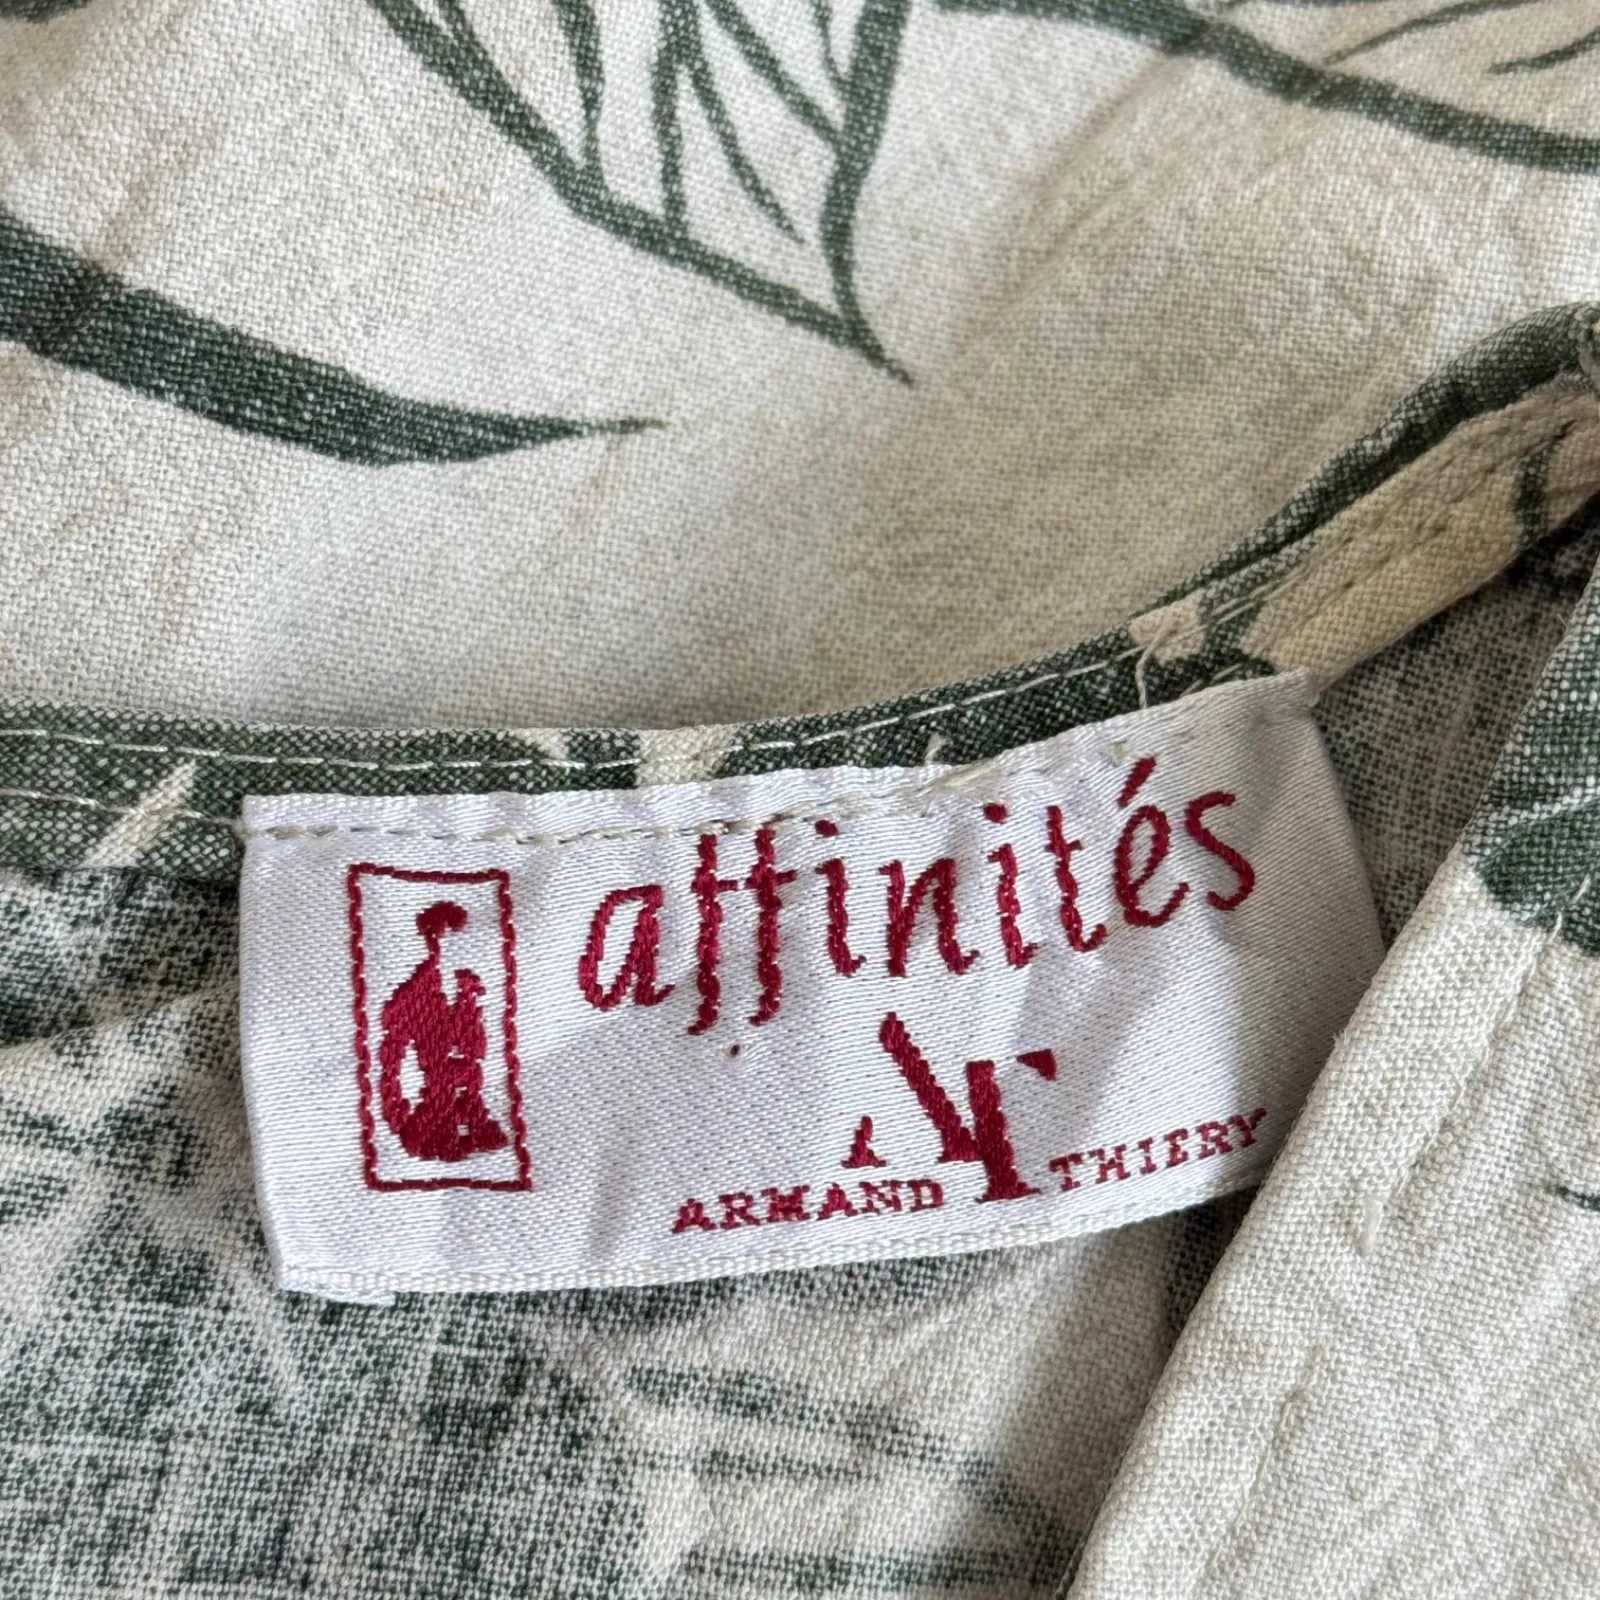 affinités
AT
ARMAND THIERY